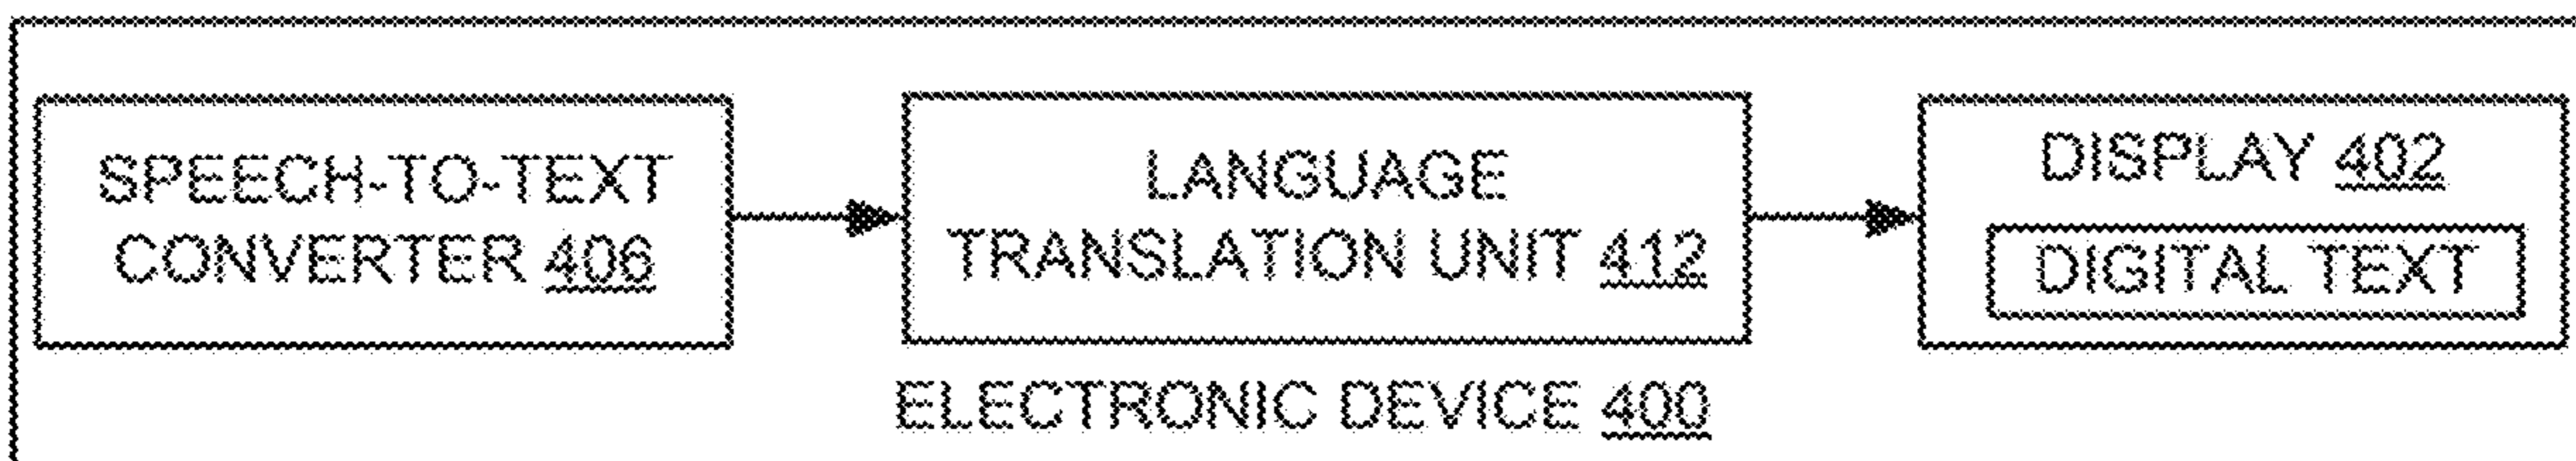 SPEECH-TO-TEXT
CONVERTER 406
LANGUAGE
TRANSLATION UNIT 412
DISPLAY 402
DIGITAL TEXT
ELECTRONIC DEVICE 400